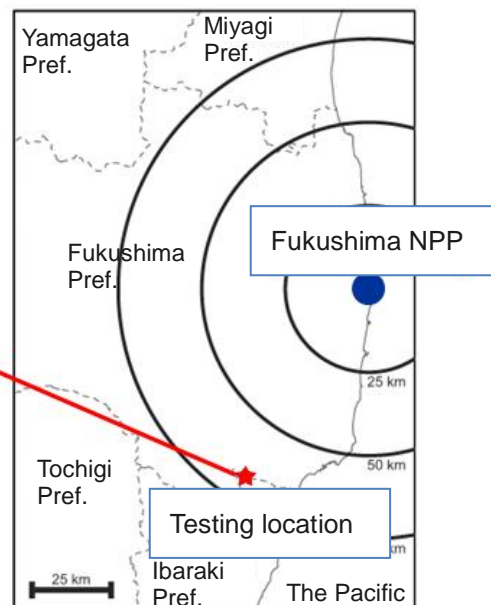 Yamagata
Pref.
Miyagi
Pref.
Fukushima NPP
Fukushima
Pref.
25 km
50 km
Tochigi
Pref.
Testing location
km
25 km
Ibaraki
Pref.
The Pacific